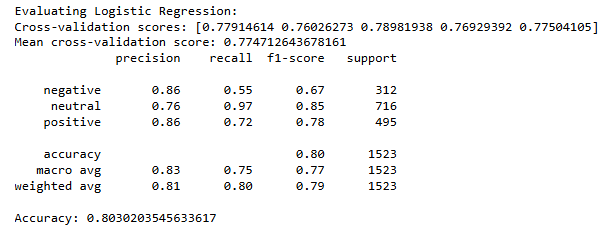 Evaluating Logistic Regression:
Cross-validation scores: [0.77914614 0.76026273 0.78981938 0.76929392 0.77504105]
Mean cross-validation score: 0.774712643678161
precision recall f1-score support
negative 0.86 0.55 0.67 312
neutral 0.76 0.97 0.85 716
positive 0.86 0.72 0.78 495
accuracy 0.80 1523
macro avg 0.83 0.75 0.77 1523
weighted avg 0.81 0.80 0.79 1523
Accuracy: 0.8030203545633617